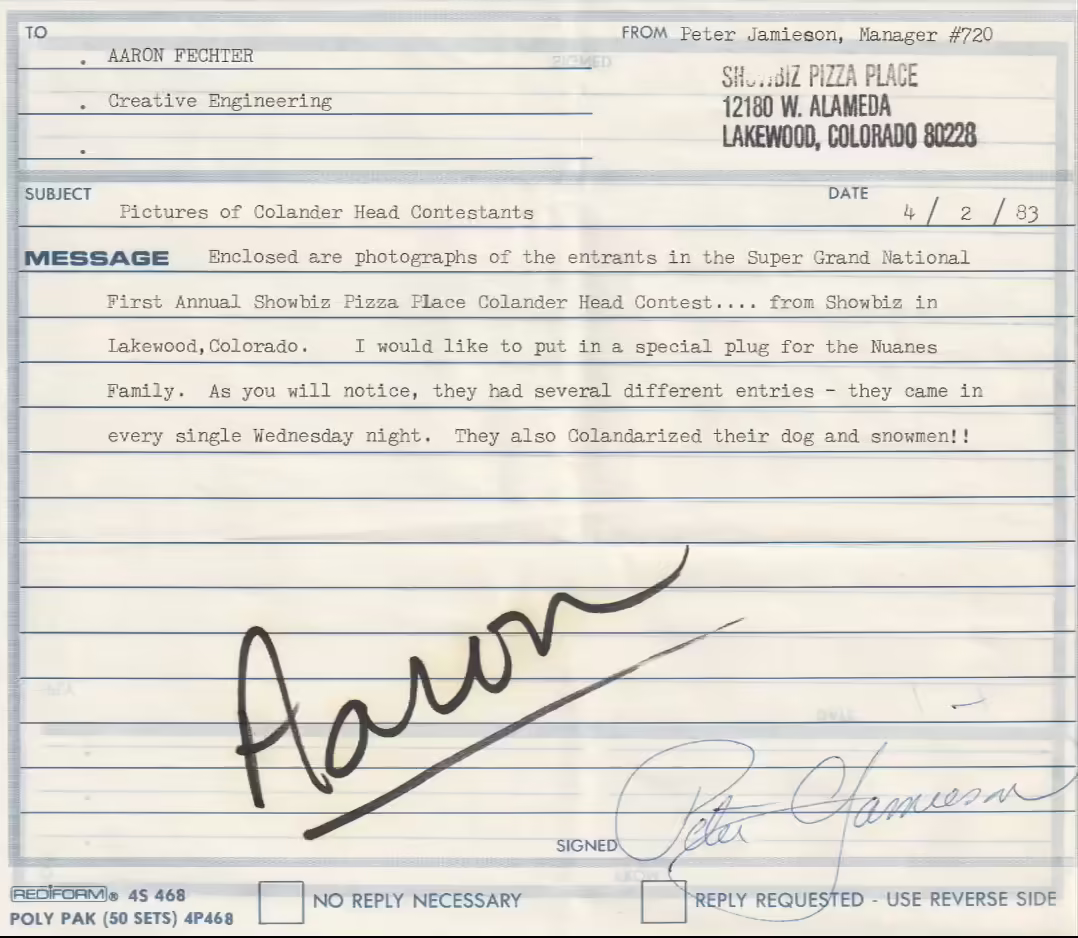 TO
FROM Peter Jamieson, Manager #720
AARON FECHTER
SHOWBIZ PIZZA PLACE
Creative Engineering
12180 W. ALAMEDA
LAKEWOOD, COLORADO 80228
SUBJECT
DATE
Pictures of Colander Head Contestants
4 / 2 / 83
MESSAGE Enclosed are photographs of the entrants in the Super Grand National
First Annual Showbiz Pizza Place Colander Head Contest.... from Showbiz in
Lakewood,Colorado. I would like to put in a special plug for the Nuanes
Family. As you will notice, they had several different entries - they came in
every single Wednesday night. They also Colandarized their dog and snowmen!!
Aaron
SIGNED Peter Jamieson
REDIFORM® 4S 468
POLY PAK (50 SETS) 4P468
NO REPLY NECESSARY
REPLY REQUESTED - USE REVERSE SIDE